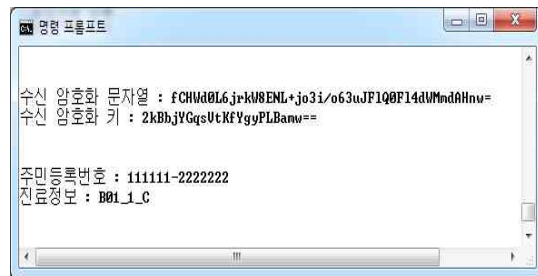 명령 프롬프트
수신 암호화 문자열 : fCHWd0L6jrkW8ENL+jo3i/o63uJFlQ0Fl4dWMmdAHnw=
수신 암호화 키 : 2kBbjYGqsUtKfYgyPLBamw==
주민등록번호 : 111111-2222222
진료정보 : B01_1_C